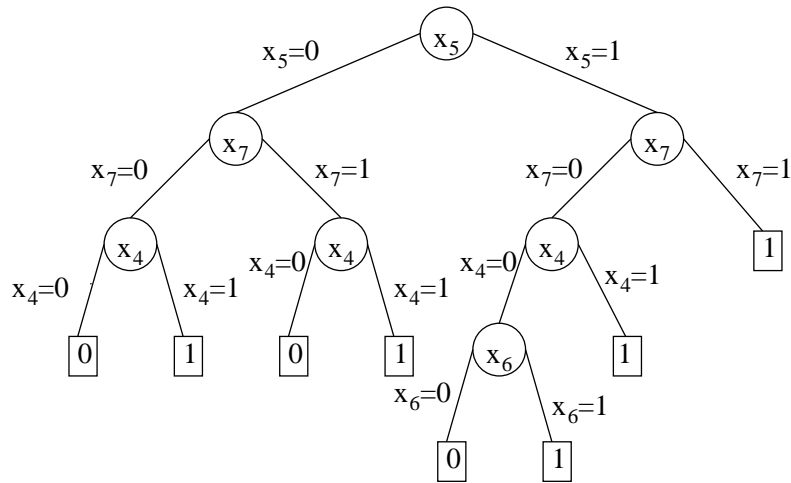 x₅
x₅=0 x₅=1
x₇ x₇
x₇=0 x₇=1 x₇=0 x₇=1
x₄ x₄ x₄ 1
x₄=0 x₄=1 x₄=0 x₄=1 x₄=0 x₄=1
0 1 0 1 x₆ 1
x₆=0 x₆=1
0 1